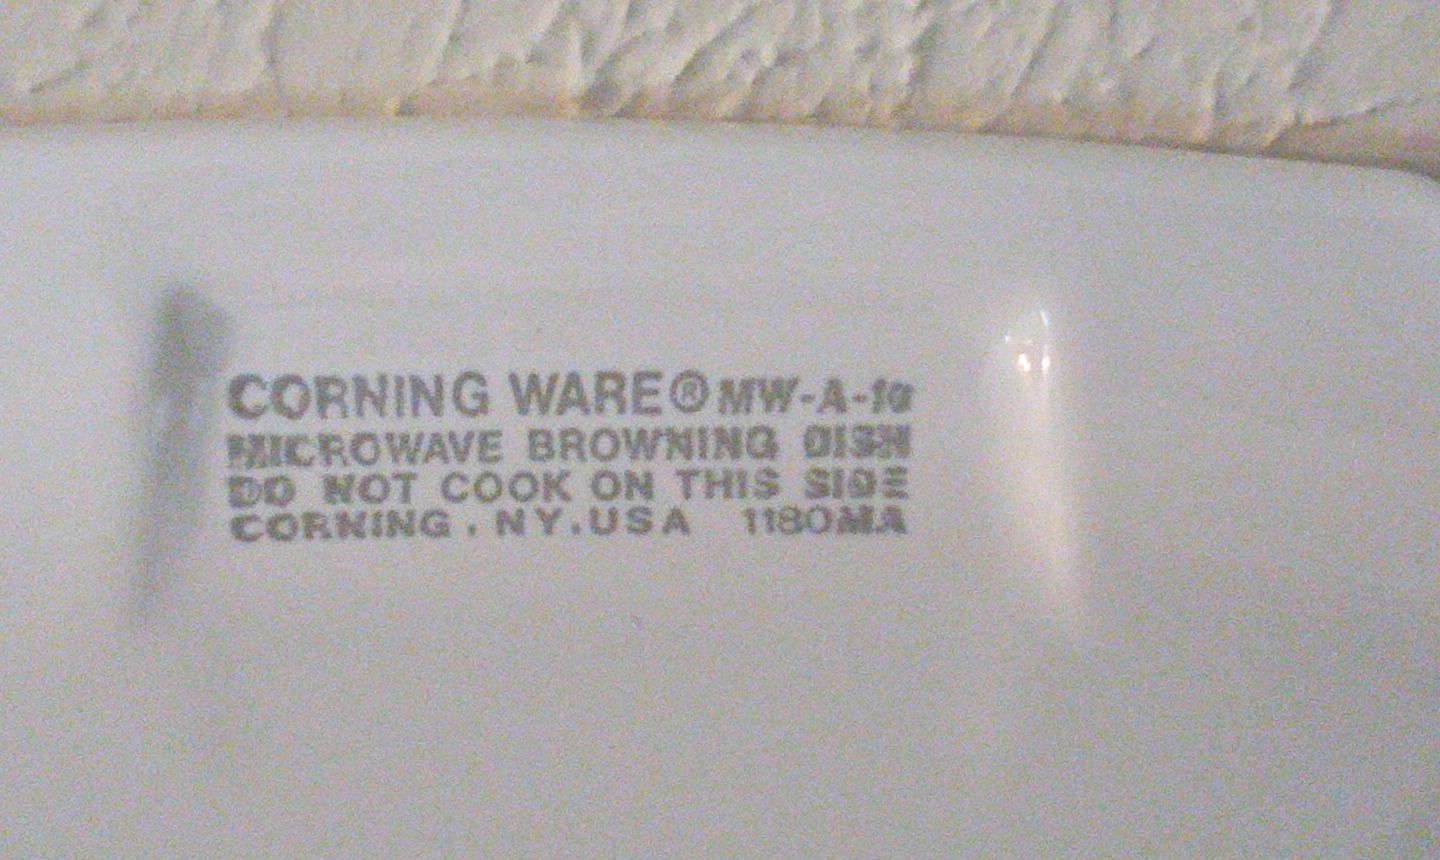 CORNING WARE® MW-A-10
MICROWAVE BROWNING DISH
DO NOT COOK ON THIS SIDE
CORNING . NY. USA 1180MA